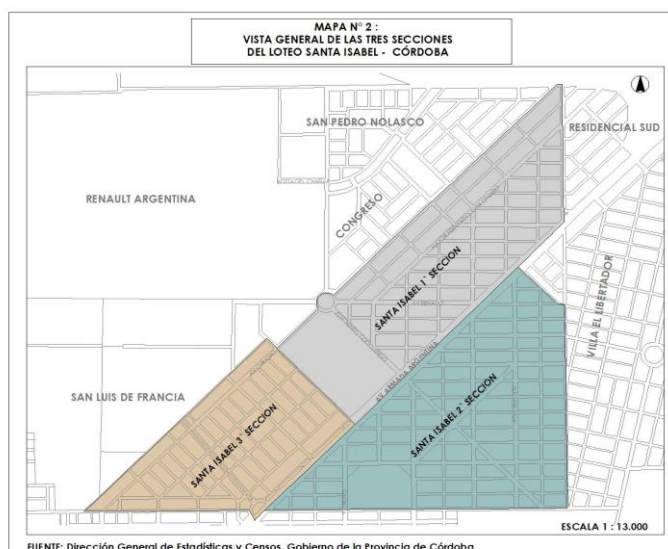 MAPA N° 2 :
VISTA GENERAL DE LAS TRES SECCIONES
DEL LOTEO SANTA ISABEL - CÓRDOBA
SAN PEDRO NOLASCO
RESIDENCIAL SUD
RENAULT ARGENTINA
CONGRESO
SANTA ISABEL 1° SECCION
VILLA EL LIBERTADOR
AV ARMADA ARGENTINA
SAN LUIS DE FRANCIA
SANTA ISABEL 3° SECCION
SANTA ISABEL 2° SECCION
ESCALA 1 : 13.000
FUENTE: Dirección General de Estadísticas y Censos. Gobierno de la Provincia de Córdoba